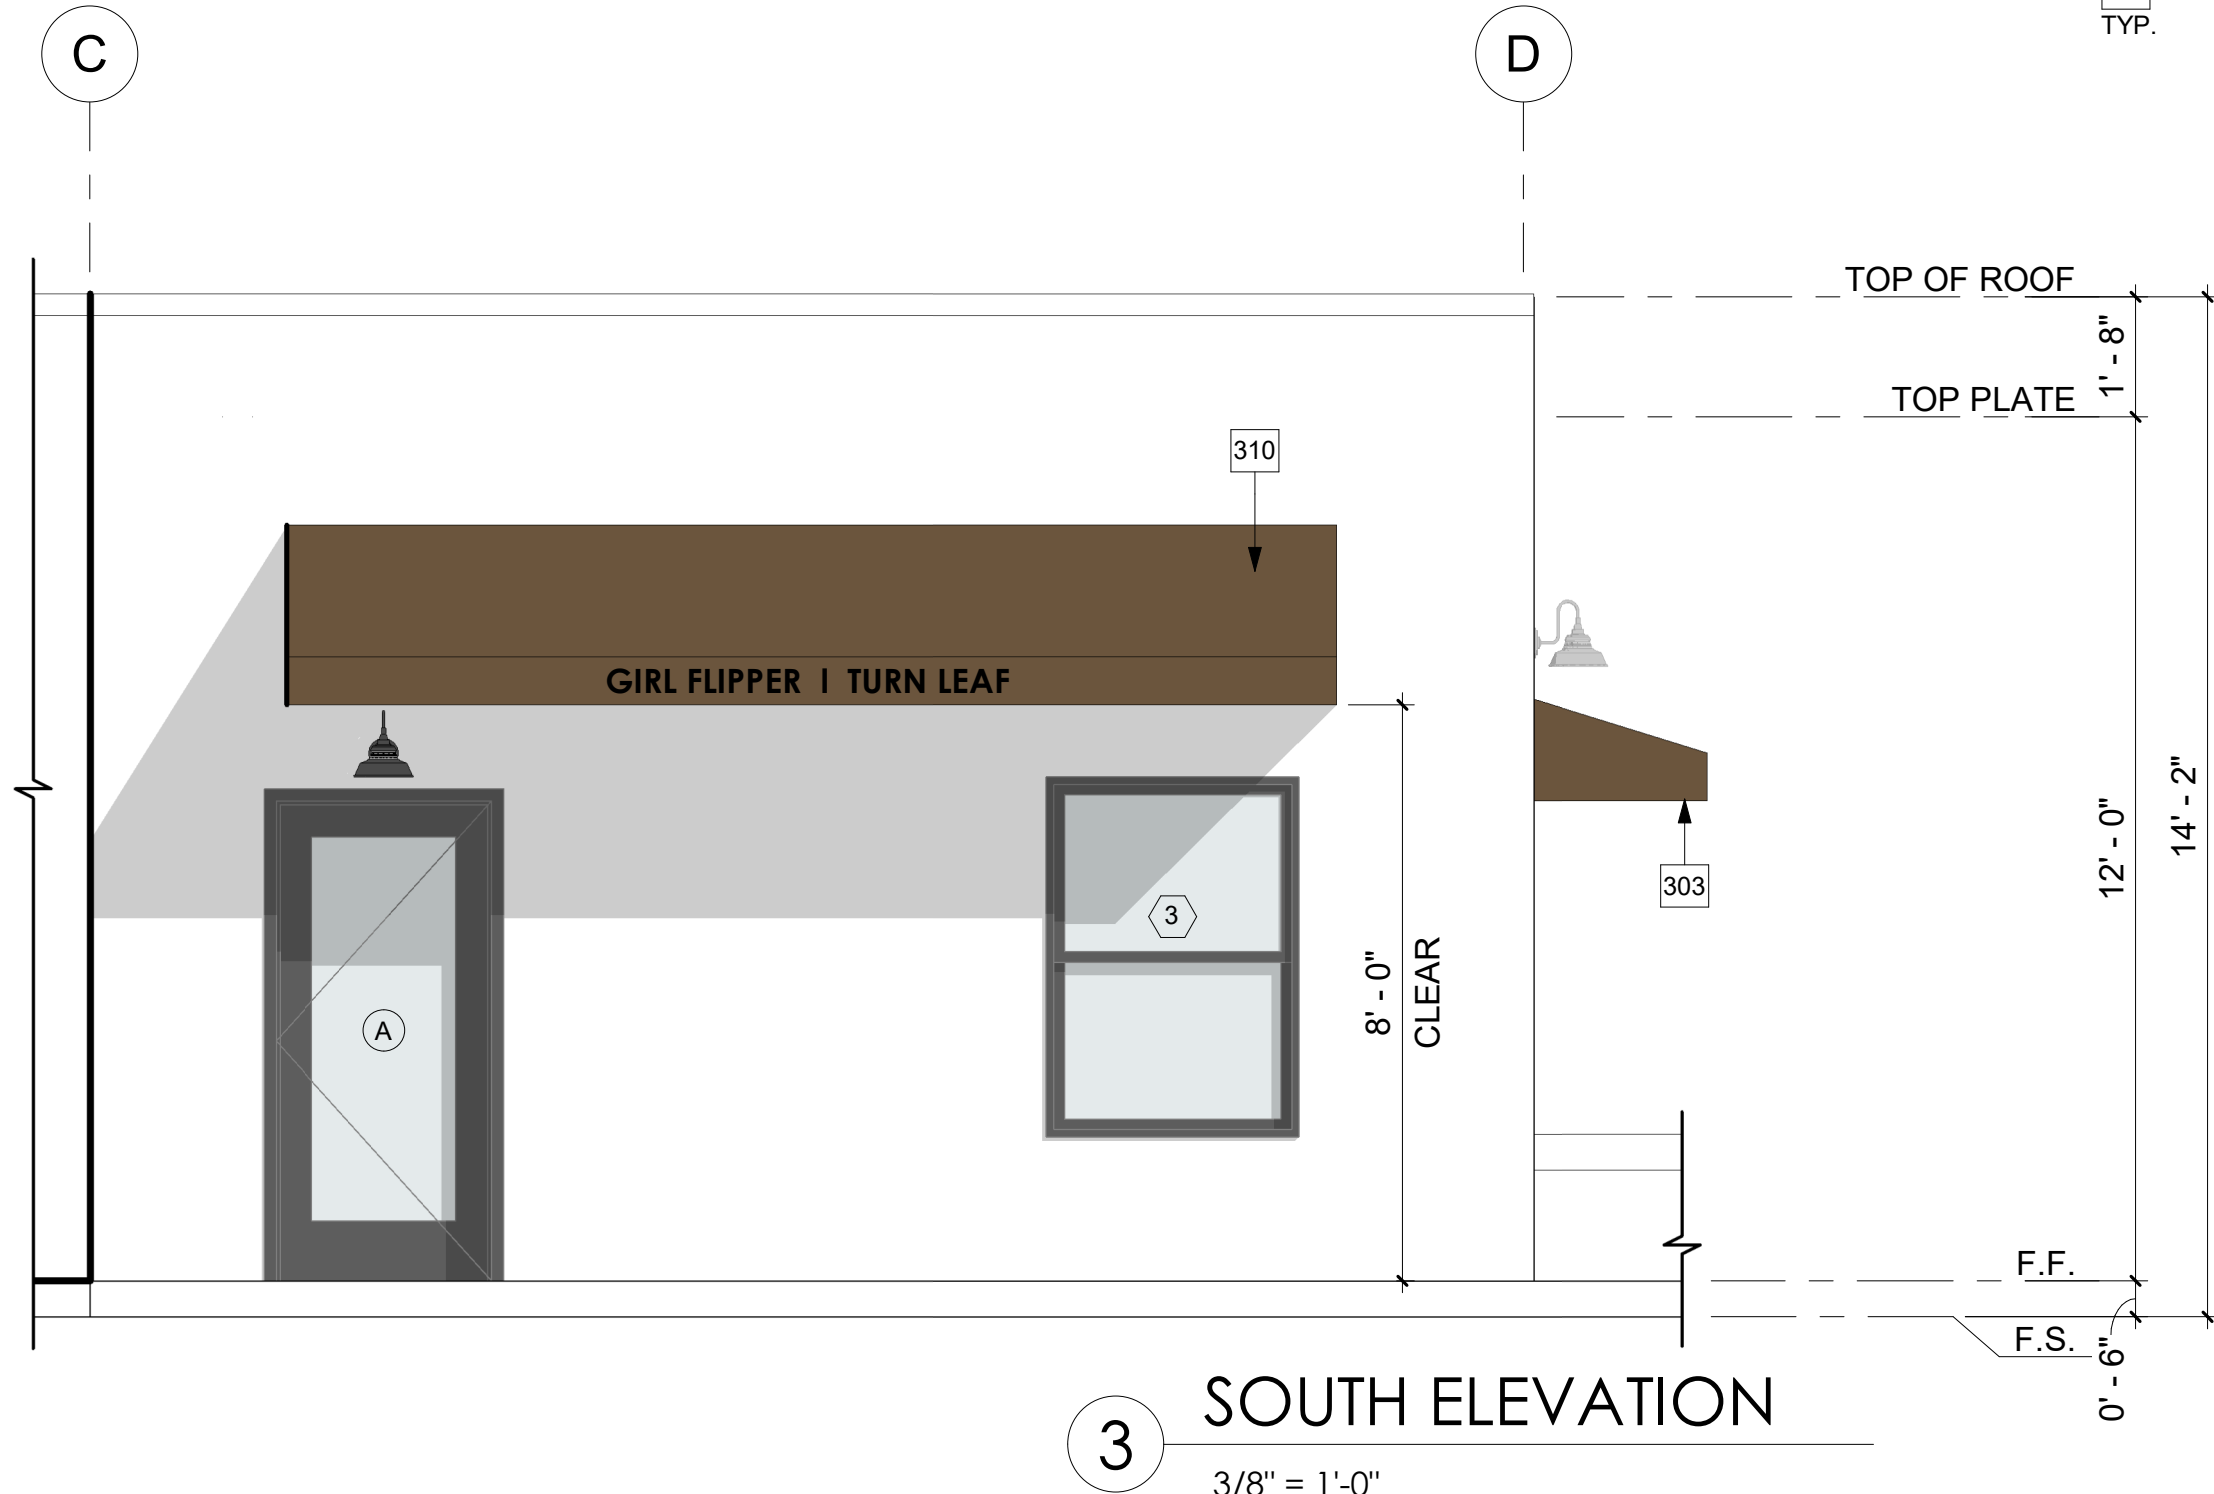 C
D
TYP.
TOP OF ROOF
1' - 8"
TOP PLATE
310
GIRL FLIPPER | TURN LEAF
14' - 2"
12' - 0"
303
3
8' - 0"
CLEAR
A
F.F.
F.S.
0' - 6"
3
SOUTH ELEVATION
3/8" = 1'-0"